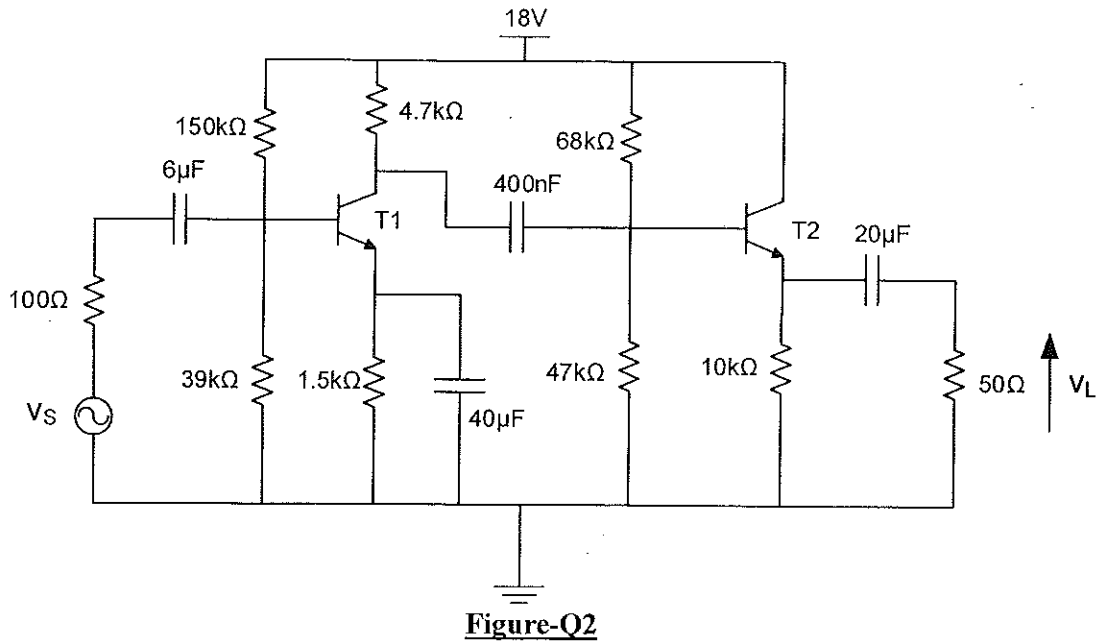 18V
4.7kΩ
150kΩ
68kΩ
6µF
400nF
T1
T2
20µF
100Ω
39kΩ
1.5kΩ
47kΩ
10kΩ
50Ω
VL
VS
40µF
Figure-Q2